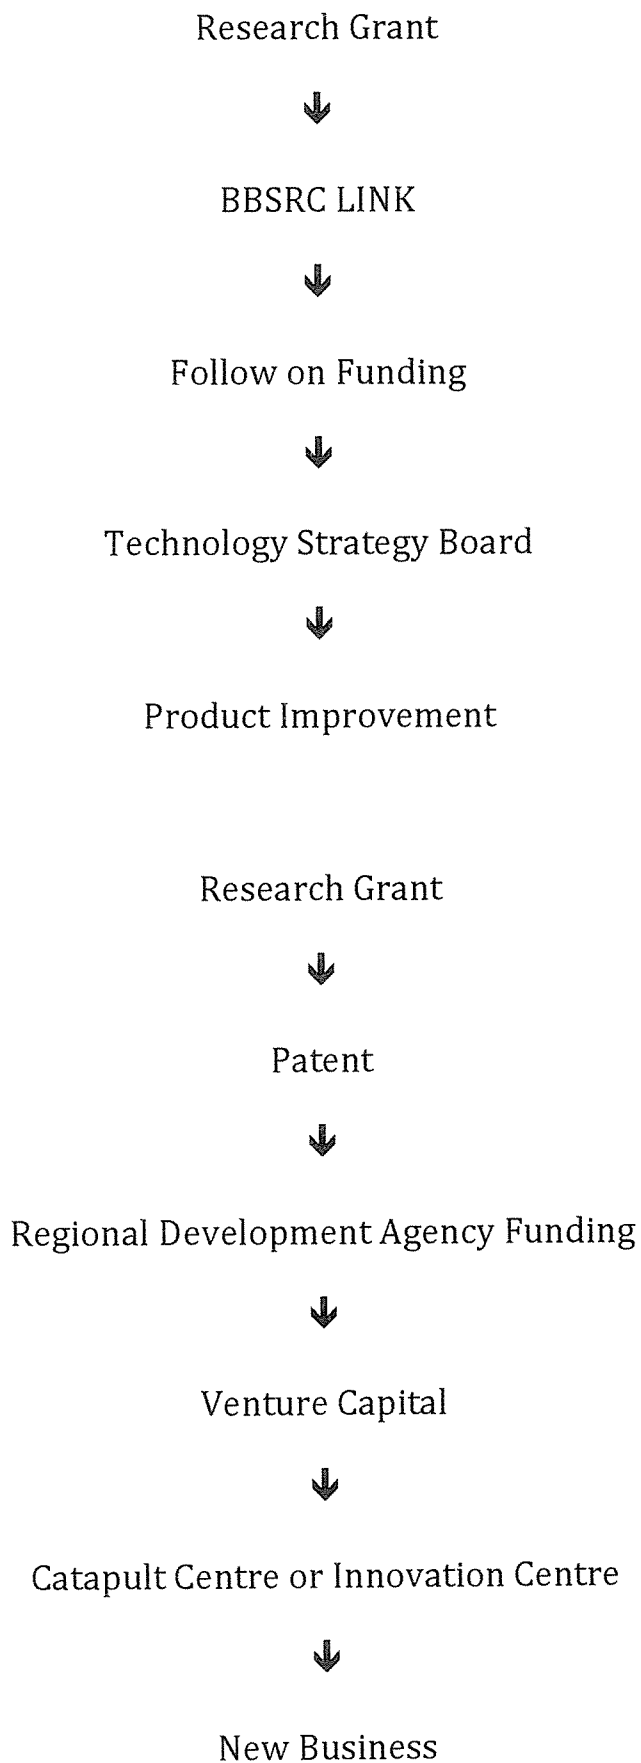 Research Grant
BBSRC LINK
Follow on Funding
Technology Strategy Board
Product Improvement
Research Grant
Patent
Regional Development Agency Funding
Venture Capital
Catapult Centre or Innovation Centre
New Business